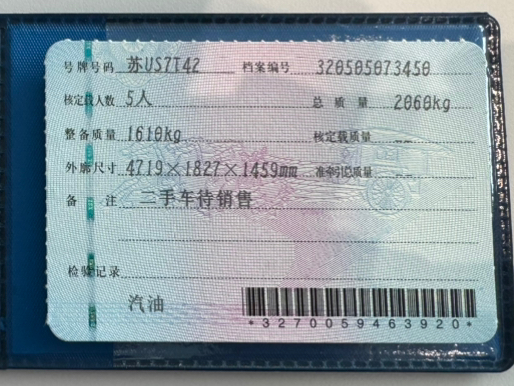 号牌号码 苏US7T42 档案编号 320505073450
核定载人数 5人 总质量 2060kg
整备质量 1610kg 核定载质量 --
外廓尺寸 4719×1827×1459mm 准牵引总质量 --
备注 二手车待销售
检验记录
汽油
*3270059463920*